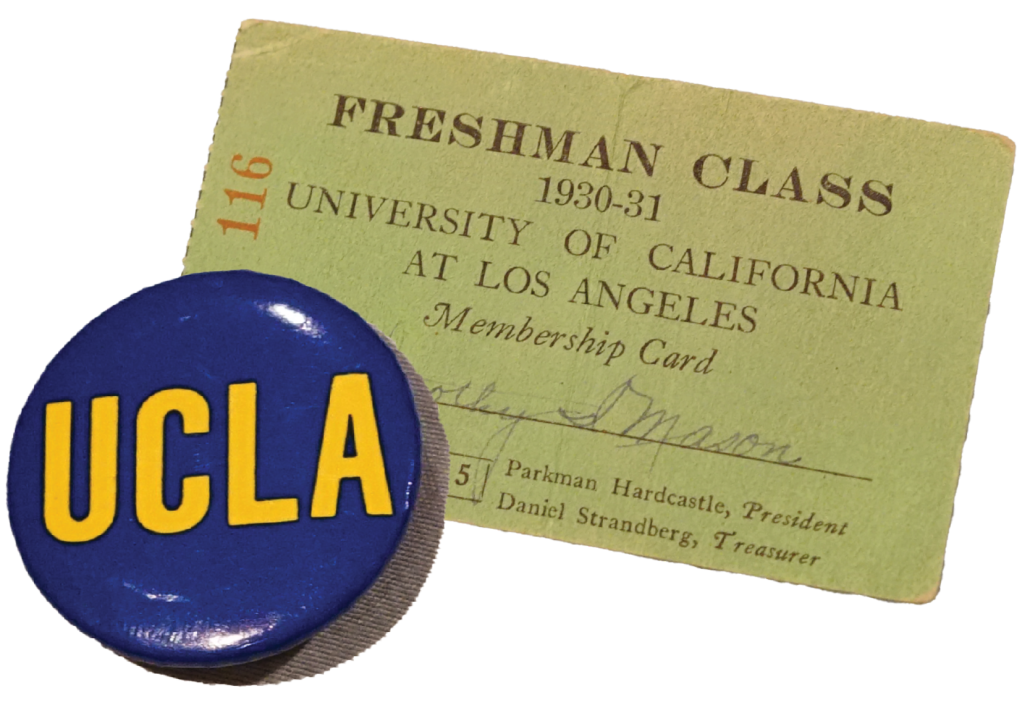 FRESHMAN CLASS
1930-31
116
UNIVERSITY OF CALIFORNIA
AT LOS ANGELES
Membership Card
Mason
5
Parkman Hardcastle, President
Daniel Strandberg, Treasurer
UCLA